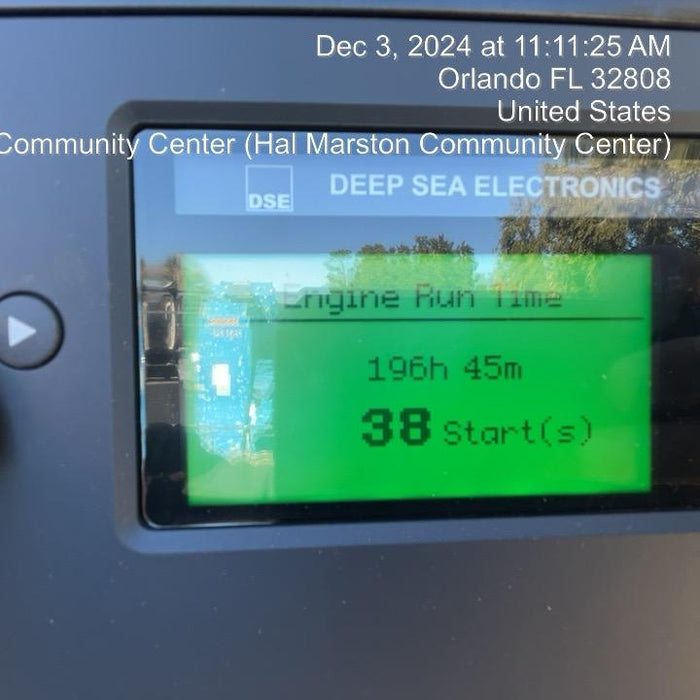 Dec 3, 2024 at 11:11:25 AM
Orlando FL 32808
United States
Community Center (Hal Marston Community Center)
DSE
DEEP SEA ELECTRONICS
Engine Run Time
196h 45m
38 Start(s)